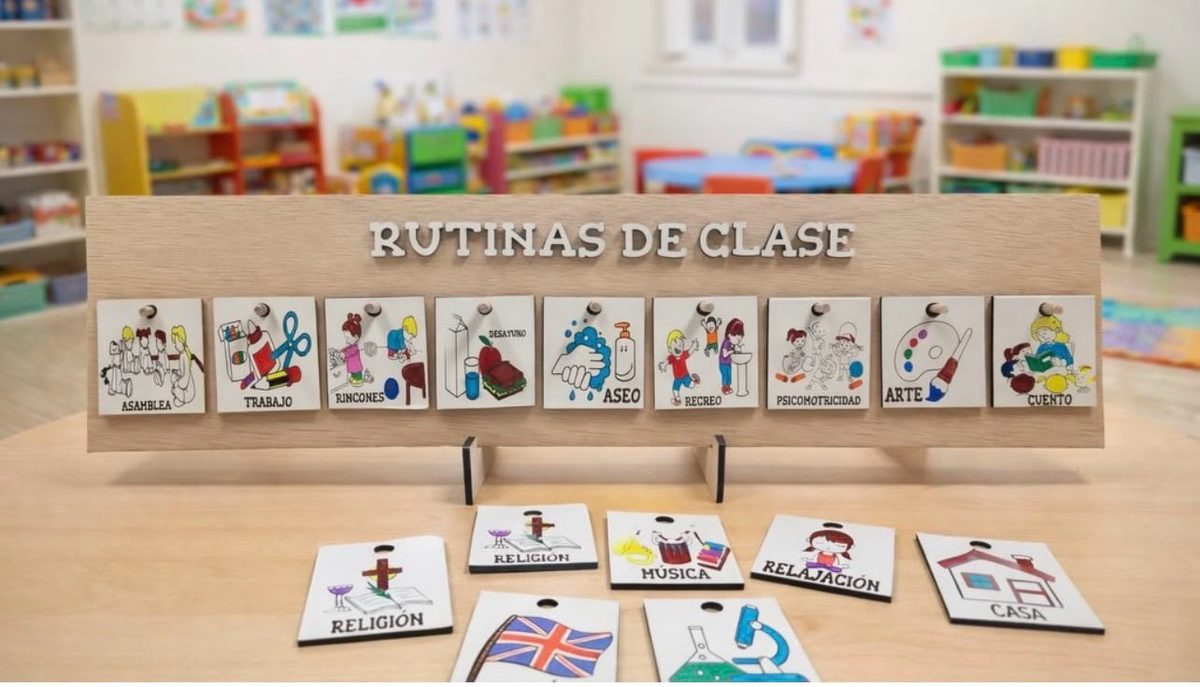 RUTINAS DE CLASE
ASAMBLEA
TRABAJO
RINCONES
DESAYUNO
ASEO
RECREO
PSICOMOTRICIDAD
ARTE
CUENTO
RELIGIÓN
RELIGIÓN
MÚSICA
RELAJACIÓN
CASA